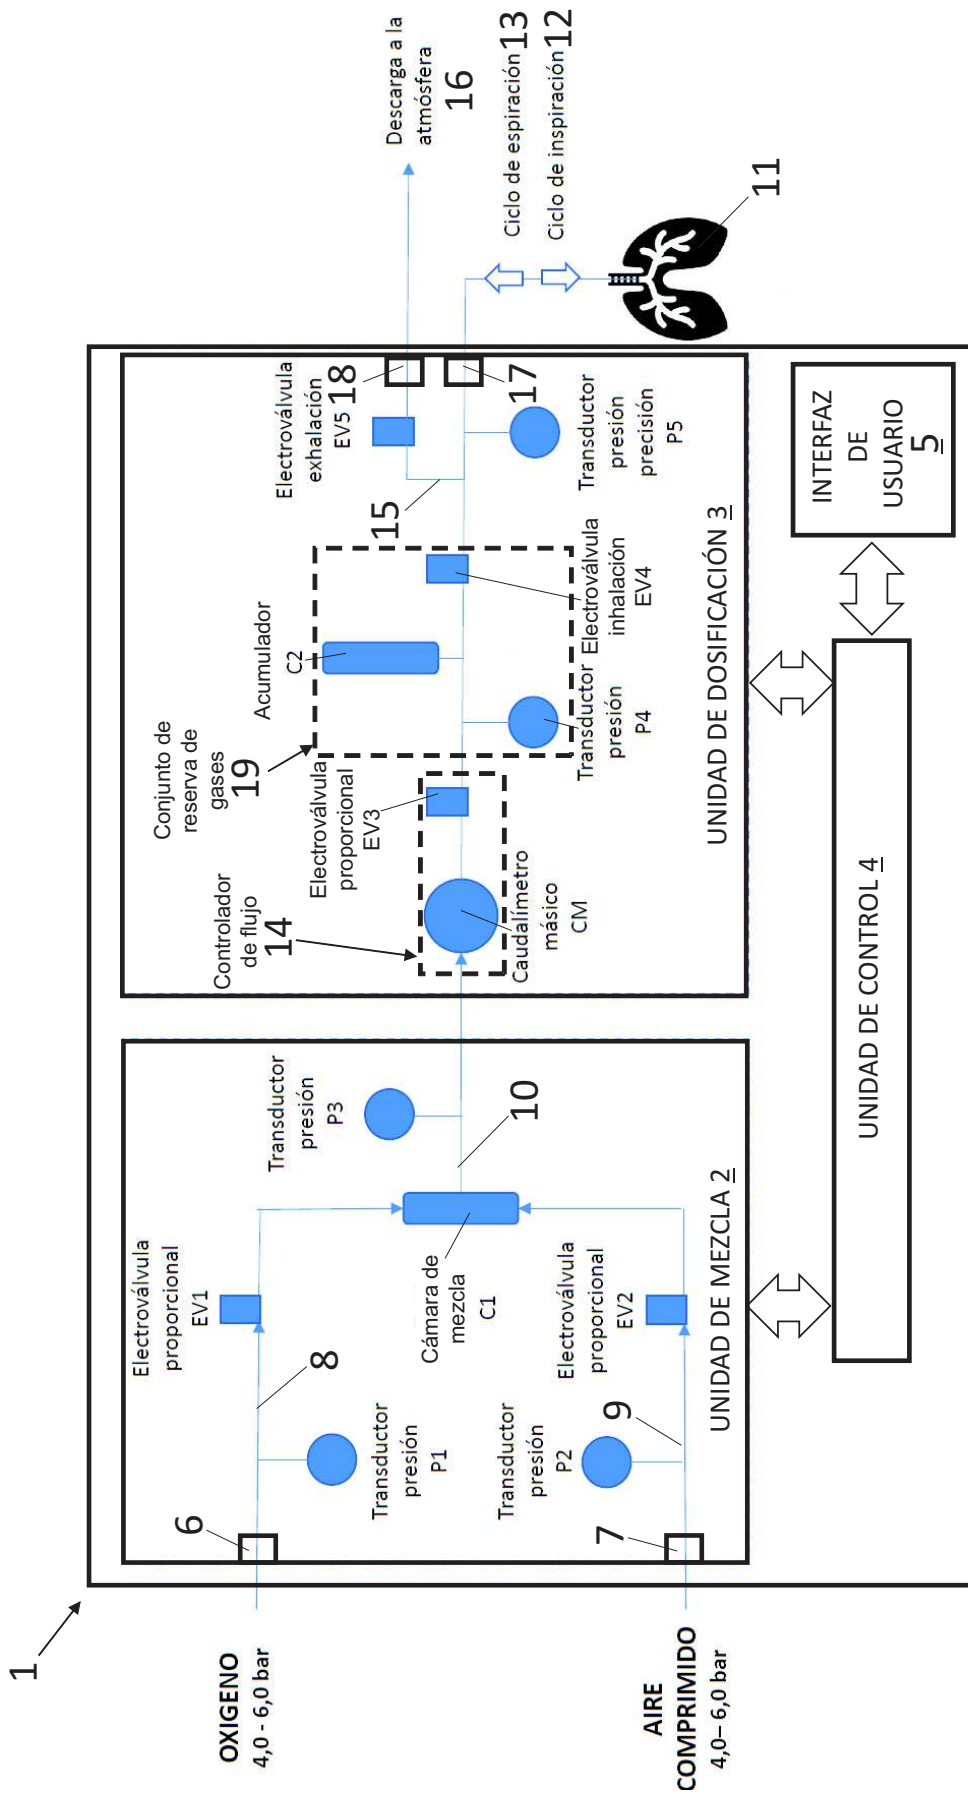 1
OXIGENO
4,0 - 6,0 bar
AIRE
COMPRIMIDO
4,0– 6,0 bar
6
7
8
9
Transductor
presión
P1
Transductor
presión
P2
Electroválvula
proporcional
EV1
Electroválvula
proporcional
EV2
Cámara de
mezcla
C1
10
Transductor
presión
P3
UNIDAD DE MEZCLA 2
Controlador
de flujo
14
Caudalímetro
másico
CM
Electroválvula
proporcional
EV3
Conjunto de
reserva de
gases
19
Acumulador
C2
Transductor
presión
P4
Electroválvula
inhalación
EV4
15
Electroválvula
exhalación
EV5
18
17
Transductor
presión
precisión
P5
UNIDAD DE DOSIFICACIÓN 3
Descarga a la
atmósfera
16
Ciclo de espiración 13
Ciclo de inspiración 12
11
UNIDAD DE CONTROL 4
INTERFAZ
DE
USUARIO
5